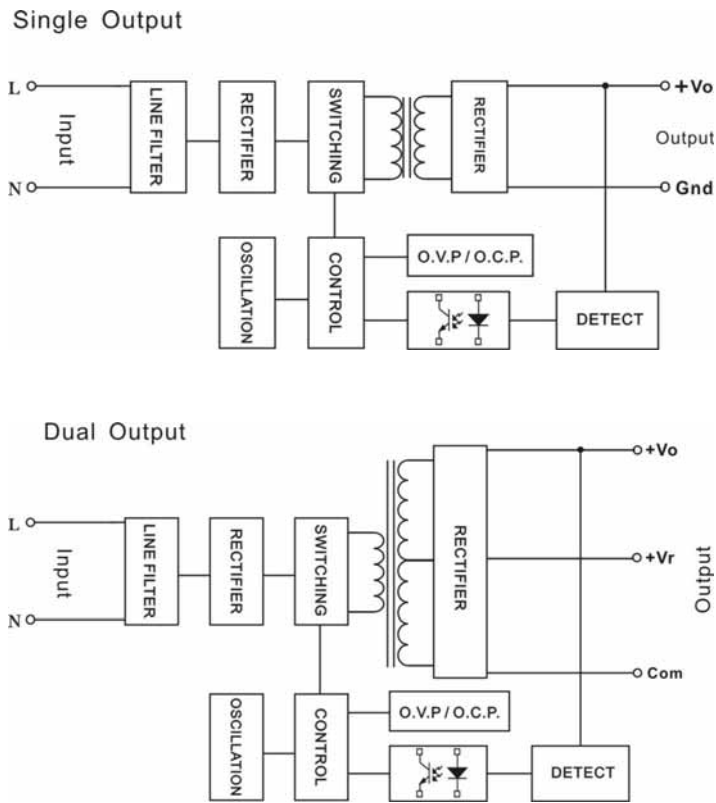 Single Output
L
Input
N
LINE FILTER
RECTIFIER
SWITCHING
RECTIFIER
+Vo
Output
Gnd
OSCILLATION
CONTROL
O.V.P / O.C.P.
DETECT
Dual Output
L
Input
N
LINE FILTER
RECTIFIER
SWITCHING
RECTIFIER
+Vo
+Vr
Output
Com
OSCILLATION
CONTROL
O.V.P / O.C.P.
DETECT